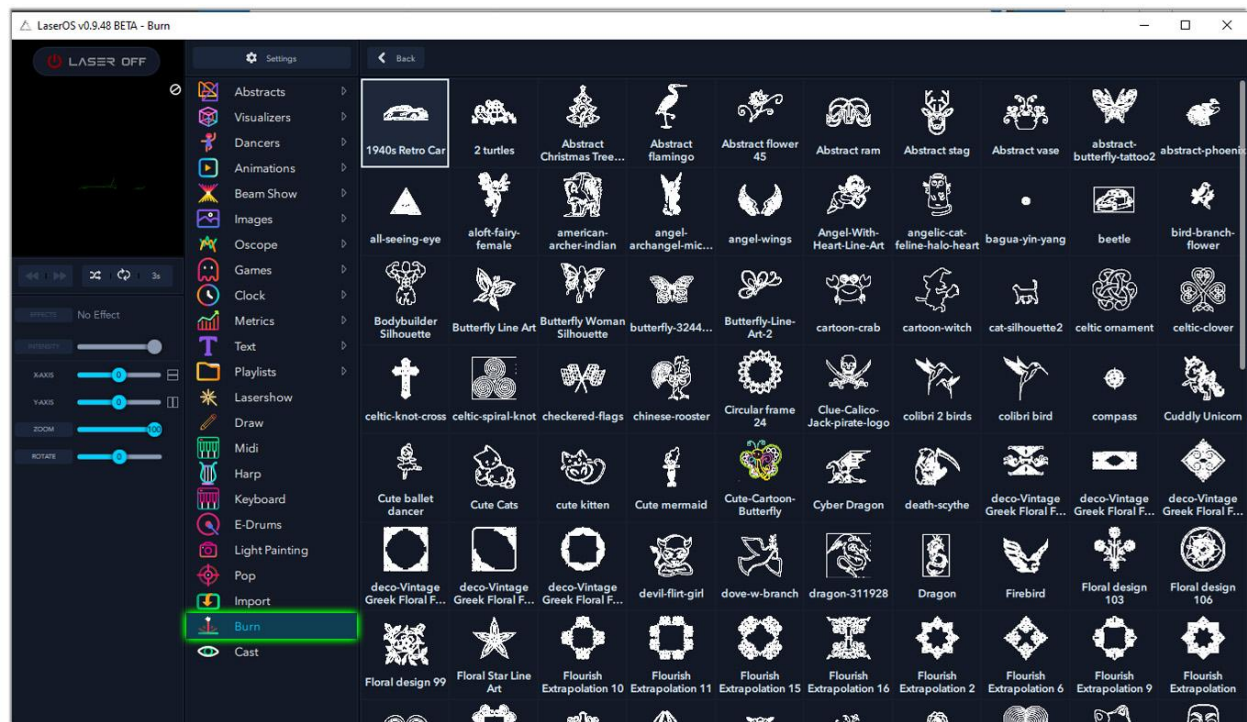 LaserOS v0.9.48 BETA - Burn
LASER OFF
3s
EFFECTS No Effect
INTENSITY
X-AXIS 0
Y-AXIS 0
ZOOM 100
ROTATE 0
Settings
Abstracts
Visualizers
Dancers
Animations
Beam Show
Images
Oscope
Games
Clock
Metrics
Text
Playlists
Lasershow
Draw
Midi
Harp
Keyboard
E-Drums
Light Painting
Pop
Import
Burn
Cast
Back
1940s Retro Car
2 turtles
Abstract
Christmas Tree...
Abstract
flamingo
Abstract flower
45
Abstract ram
Abstract stag
Abstract vase
abstract-
butterfly-tattoo2
abstract-phoenix
all-seeing-eye
aloft-fairy-
female
american-
archer-indian
angel-
archangel-mic...
angel-wings
Angel-With-
Heart-Line-Art
angelic-cat-
feline-halo-heart
bagua-yin-yang
beetle
bird-branch-
flower
Bodybuilder
Silhouette
Butterfly Line Art
Butterfly Woman
Silhouette
butterfly-3244...
Butterfly-Line-
Art-2
cartoon-crab
cartoon-witch
cat-silhouette2
celtic ornament
celtic-clover
celtic-knot-cross
celtic-spiral-knot
checkered-flags
chinese-rooster
Circular frame
24
Clue-Calico-
Jack-pirate-logo
colibri 2 birds
colibri bird
compass
Cuddly Unicorn
Cute ballet
dancer
Cute Cats
cute kitten
Cute mermaid
Cute-Cartoon-
Butterfly
Cyber Dragon
death-scythe
deco-Vintage
Greek Floral F...
deco-Vintage
Greek Floral F...
deco-Vintage
Greek Floral F...
deco-Vintage
Greek Floral F...
deco-Vintage
Greek Floral F...
deco-Vintage
Greek Floral F...
devil-flirt-girl
dove-w-branch
dragon-311928
Dragon
Firebird
Floral design
103
Floral design
106
Floral design 99
Floral Star Line
Art
Flourish
Extrapolation 10
Flourish
Extrapolation 11
Flourish
Extrapolation 15
Flourish
Extrapolation 16
Flourish
Extrapolation 2
Flourish
Extrapolation 6
Flourish
Extrapolation 9
Flourish
Extrapolation